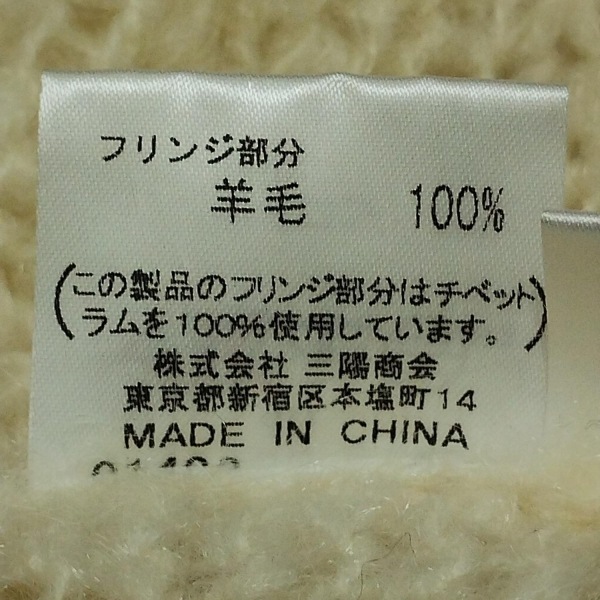 フリンジ部分
羊毛 100%
(この製品のフリンジ部分はチベット
ラムを100%使用しています。)
株式会社 三陽商会
東京都新宿区本塩町14
MADE IN CHINA